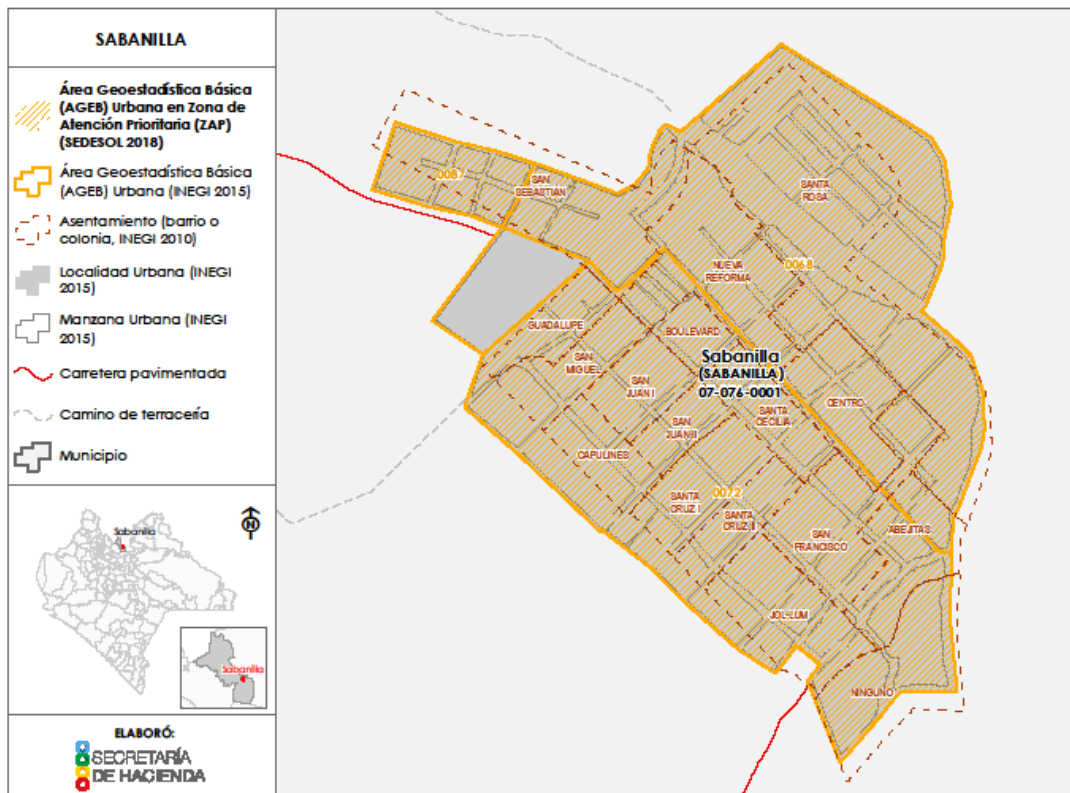 SABANILLA
Área Geoestadística Básica
(AGEB) Urbana en Zona de
Atención Prioritaria (ZAP)
(SEDESOL 2018)
Área Geoestadística Básica
(AGEB) Urbana (INEGI 2015)
Asentamiento (barrio o
colonia, INEGI 2010)
Localidad Urbana (INEGI
2015)
Manzana Urbana (INEGI
2015)
Carretera pavimentada
Camino de terracería
Municipio
Sabanilla
N
Sabanilla
ELABORÓ:
SECRETARÍA
DE HACIENDA
0087
SAN
SEBASTIAN
SANTA
ROSA
NUEVA
REFORMA
0068
GUADALUPE
BOULEVARD
SAN
MIGUEL
Sabanilla
(SABANILLA)
07-076-0001
SAN
JUAN I
CENTRO
SANTA
CECILIA
SAN
JUAN II
CAPULINES
0072
SANTA
CRUZ I
SANTA
CRUZ II
SAN
FRANCISCO
ABEJITAS
JOL-LUM
NINGUNO